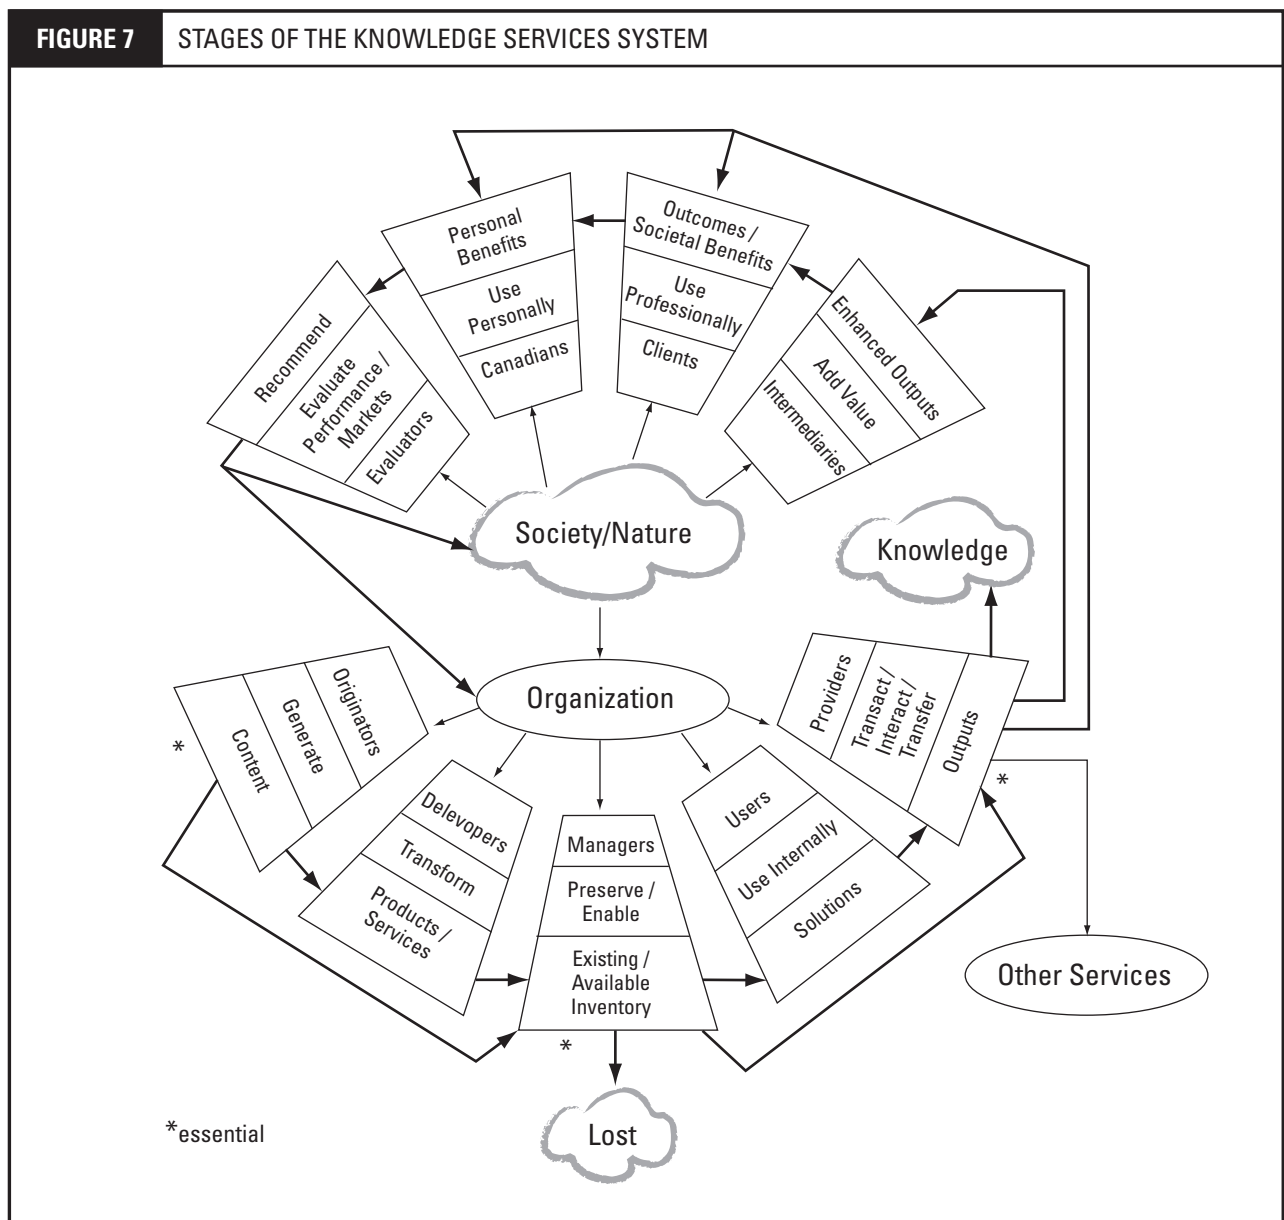 FIGURE 7
STAGES OF THE KNOWLEDGE SERVICES SYSTEM
Recommend
Evaluate
Performance /
Markets
Evaluators
Personal
Benefits
Use
Personally
Canadians
Outcomes /
Societal Benefits
Use
Professionally
Clients
Enhanced Outputs
Add Value
Intermediaries
Society/Nature
Knowledge
Organization
*
Content
Generate
Originators
Delevopers
Transform
Products /
Services
Managers
Preserve /
Enable
Existing /
Available
Inventory
*
Users
Use Internally
Solutions
Providers
Transact /
Interact /
Transfer
Outputs
*
Other Services
Lost
*essential